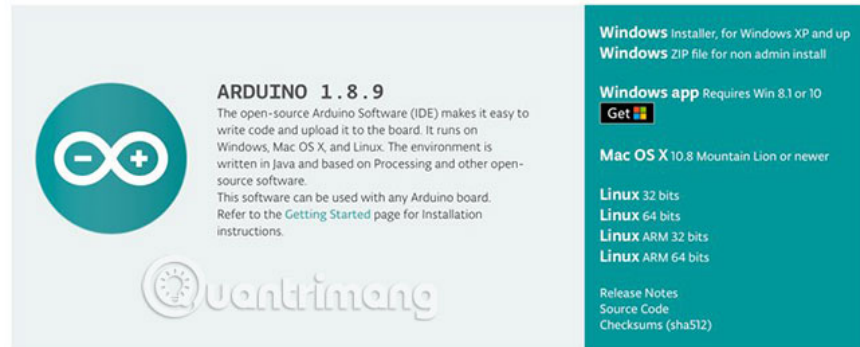 ARDUINO 1.8.9
The open-source Arduino Software (IDE) makes it easy to
write code and upload it to the board. It runs on
Windows, Mac OS X, and Linux. The environment is
written in Java and based on Processing and other open-
source software.
This software can be used with any Arduino board.
Refer to the Getting Started page for Installation
instructions.
Quantrimang
Windows Installer, for Windows XP and up
Windows ZIP file for non admin install
Windows app Requires Win 8.1 or 10
Get
Mac OS X 10.8 Mountain Lion or newer
Linux 32 bits
Linux 64 bits
Linux ARM 32 bits
Linux ARM 64 bits
Release Notes
Source Code
Checksums (sha512)